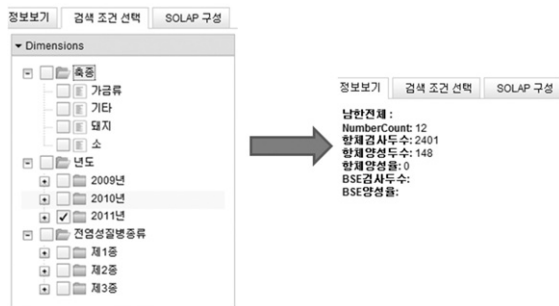 정보보기 검색 조건 선택 SOLAP 구성
Dimensions
축종
가금류
기타
돼지
소
년도
2009년
2010년
2011년
전염성질병종류
제1종
제2종
제3종
정보보기 검색 조건 선택 SOLAP 구성
남한전체 :
NumberCount: 12
항체검사두수: 2401
항체양성두수: 148
항체양성율: 0
BSE검사두수:
BSE양성율: